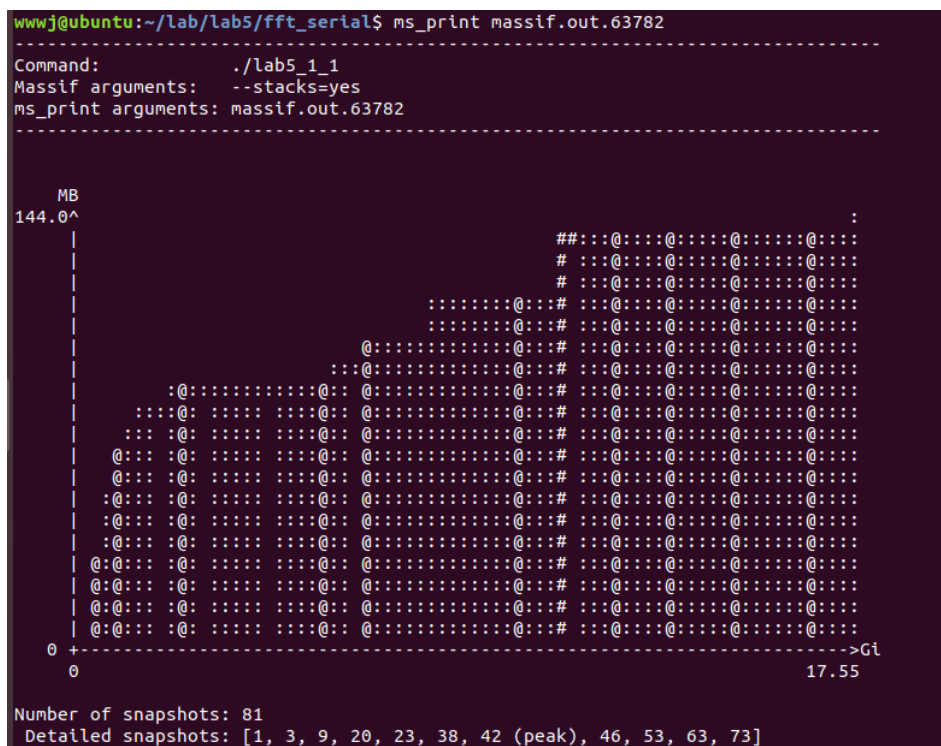 wwwj@ubuntu:~/lab/lab5/fft_serial$ ms_print massif.out.63782
--------------------------------------------------------------------------------
Command:            ./lab5_1_1
Massif arguments:   --stacks=yes
ms_print arguments: massif.out.63782
--------------------------------------------------------------------------------
    MB
144.0^                                                                       :
     |                                            ##:::@::::@:::::@::::::@::::
     |                                            # :::@::::@:::::@::::::@::::
     |                                            # :::@::::@:::::@::::::@::::
     |                                ::::::::@:::# :::@::::@:::::@::::::@::::
     |                                ::::::::@:::# :::@::::@:::::@::::::@::::
     |                          @:::::::::::::@:::# :::@::::@:::::@::::::@::::
     |                       :::@:::::::::::::@:::# :::@::::@:::::@::::::@::::
     |        :@::::::::::::@:: @:::::::::::::@:::# :::@::::@:::::@::::::@::::
     |     ::::@: ::::: ::::@:: @:::::::::::::@:::# :::@::::@:::::@::::::@::::
     |    ::: :@: ::::: ::::@:: @:::::::::::::@:::# :::@::::@:::::@::::::@::::
     |   @::: :@: ::::: ::::@:: @:::::::::::::@:::# :::@::::@:::::@::::::@::::
     |   @::: :@: ::::: ::::@:: @:::::::::::::@:::# :::@::::@:::::@::::::@::::
     |  :@::: :@: ::::: ::::@:: @:::::::::::::@:::# :::@::::@:::::@::::::@::::
     |  :@::: :@: ::::: ::::@:: @:::::::::::::@:::# :::@::::@:::::@::::::@::::
     |  :@::: :@: ::::: ::::@:: @:::::::::::::@:::# :::@::::@:::::@::::::@::::
     | @:@::: :@: ::::: ::::@:: @:::::::::::::@:::# :::@::::@:::::@::::::@::::
     | @:@::: :@: ::::: ::::@:: @:::::::::::::@:::# :::@::::@:::::@::::::@::::
     | @:@::: :@: ::::: ::::@:: @:::::::::::::@:::# :::@::::@:::::@::::::@::::
     | @:@::: :@: ::::: ::::@:: @:::::::::::::@:::# :::@::::@:::::@::::::@::::
   0 +----------------------------------------------------------------------->Gi
     0                                                                   17.55
Number of snapshots: 81
 Detailed snapshots: [1, 3, 9, 20, 23, 38, 42 (peak), 46, 53, 63, 73]